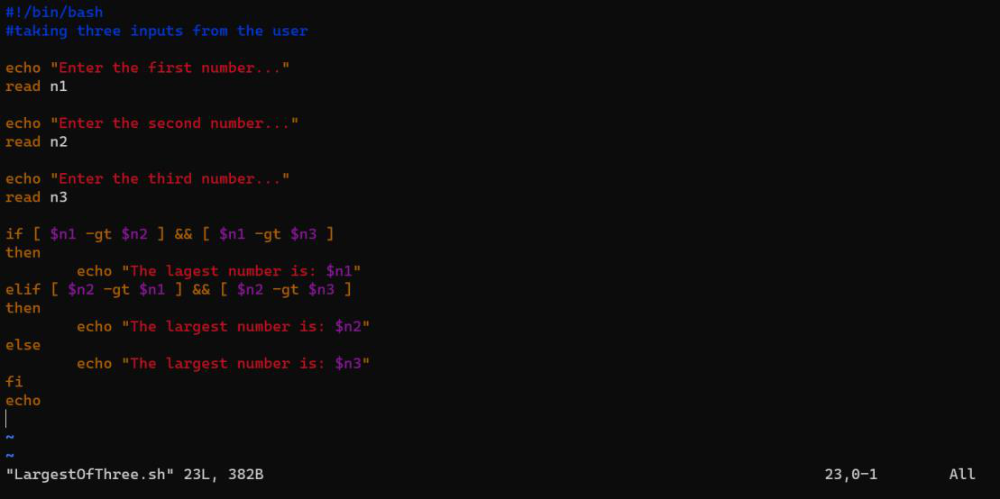 #!/bin/bash
#taking three inputs from the user

echo "Enter the first number..."
read n1

echo "Enter the second number..."
read n2

echo "Enter the third number..."
read n3

if [ $n1 -gt $n2 ] && [ $n1 -gt $n3 ]
then
        echo "The lagest number is: $n1"
elif [ $n2 -gt $n1 ] && [ $n2 -gt $n3 ]
then
        echo "The largest number is: $n2"
else
        echo "The largest number is: $n3"
fi
echo

~
~
"LargestOfThree.sh" 23L, 382B                                                  23,0-1        All